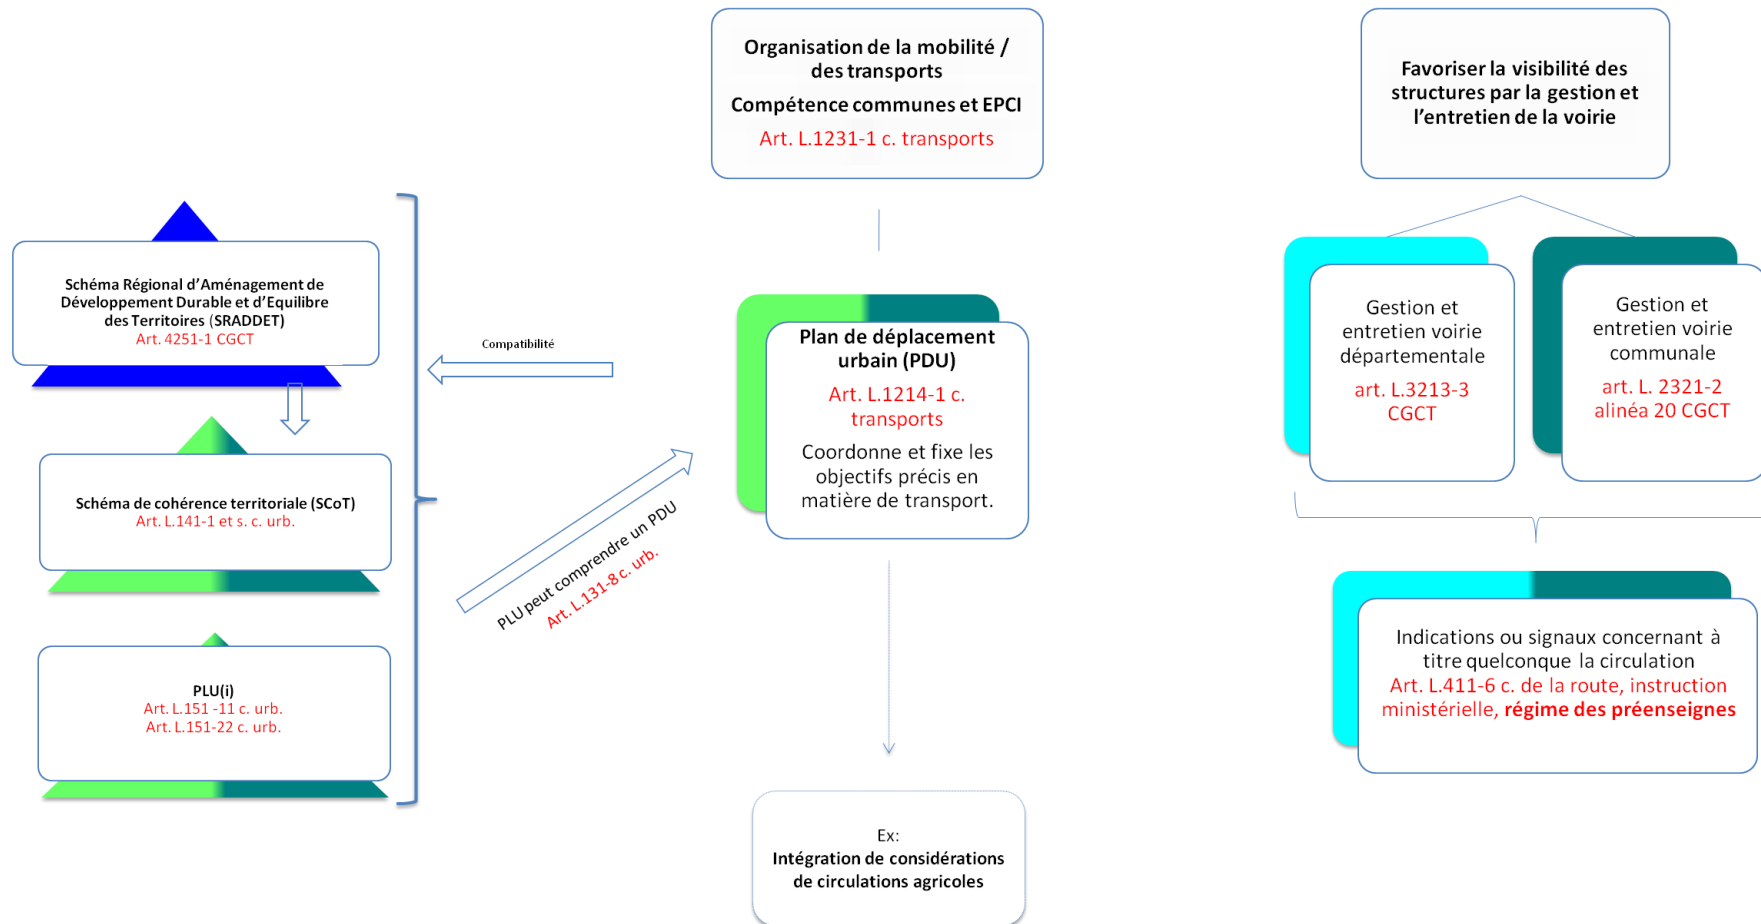 Organisation de la mobilité /
des transports
Compétence communes et EPCI
Art. L.1231-1 c. transports
Favoriser la visibilité des
structures par la gestion et
l'entretien de la voirie
Schéma Régional d'Aménagement de
Développement Durable et d'Equilibre
des Territoires (SRADDET)
Art. 4251-1 CGCT
Schéma de cohérence territoriale (SCoT)
Art. L.141-1 et s. c. urb.
PLU(i)
Art. L.151 -11 c. urb.
Art. L.151-22 c. urb.
Compatibilité
PLU peut comprendre un PDU
Art. L.131-8 c. urb.
Plan de déplacement
urbain (PDU)
Art. L.1214-1 c.
transports
Coordonne et fixe les
objectifs précis en
matière de transport.
Ex:
Intégration de considérations
de circulations agricoles
Gestion et
entretien voirie
départementale
art. L.3213-3
CGCT
Gestion et
entretien voirie
communale
art. L. 2321-2
alinéa 20 CGCT
Indications ou signaux concernant à
titre quelconque la circulation
Art. L.411-6 c. de la route, instruction
ministérielle, régime des préenseignes